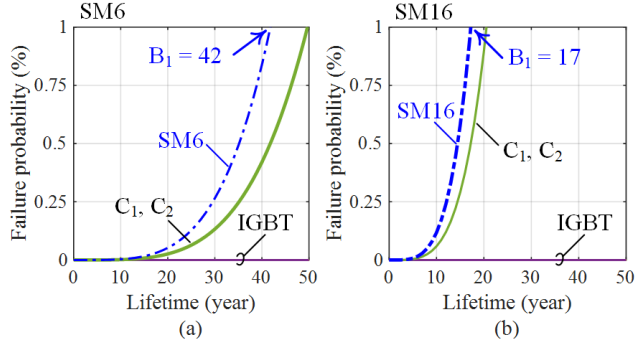 SM6
Failure probability (%)
1
0.75
0.5
0.25
0
B₁ = 42
SM6
C₁, C₂
IGBT
0 10 20 30 40 50
Lifetime (year)
(a)
SM16
Failure probability (%)
1
0.75
0.5
0.25
0
B₁ = 17
SM16
C₁, C₂
IGBT
0 10 20 30 40 50
Lifetime (year)
(b)